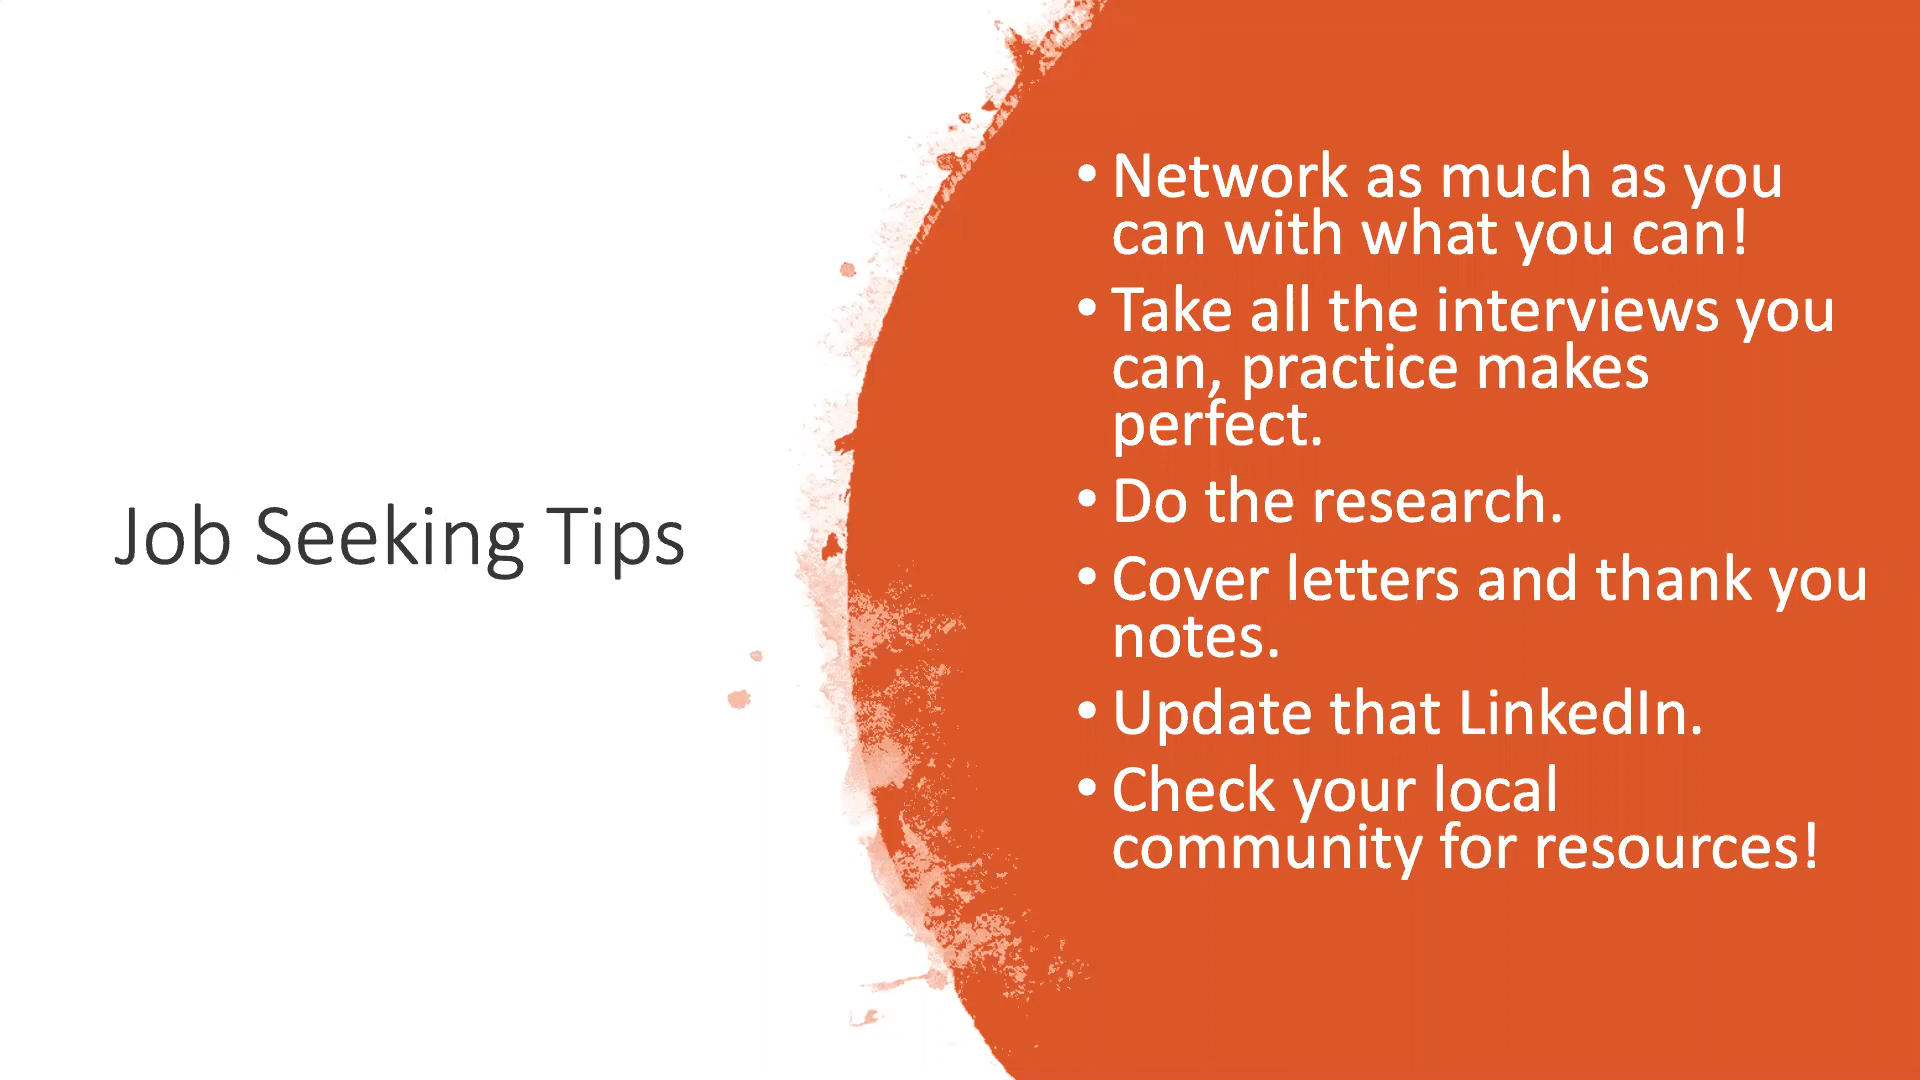 Job Seeking Tips
• Network as much as you
can with what you can!
• Take all the interviews you
can, practice makes
perfect.
• Do the research.
• Cover letters and thank you
notes.
• Update that LinkedIn.
• Check your local
community for resources!